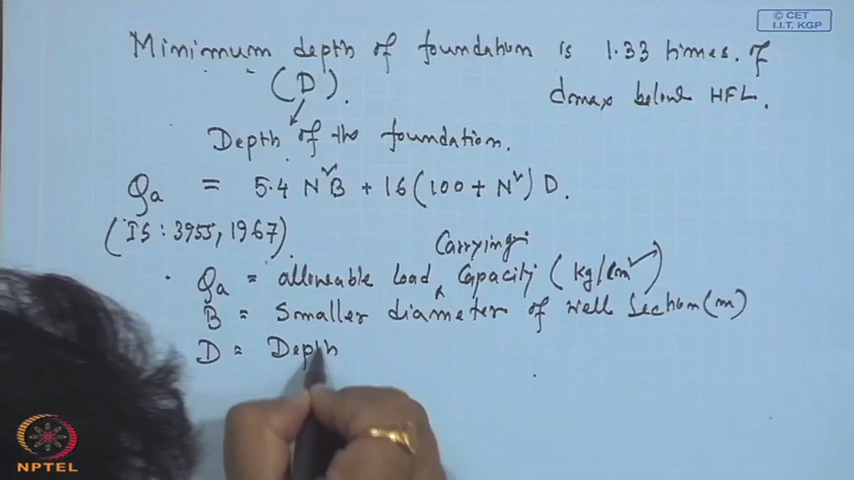 © CET
I.I.T. KGP
Minimum depth of foundation is 1.33 times. of
(D). dsmax below HFL.
Depth of the foundation.
Qa = 5.4 N²B + 16 (100 + N²) D.
(IS : 3955, 1967).
Carrying
Qa = allowable load ^ Capacity (kg/cm²)
B = Smaller diameter of well Section (m)
D = Depth
NPTEL